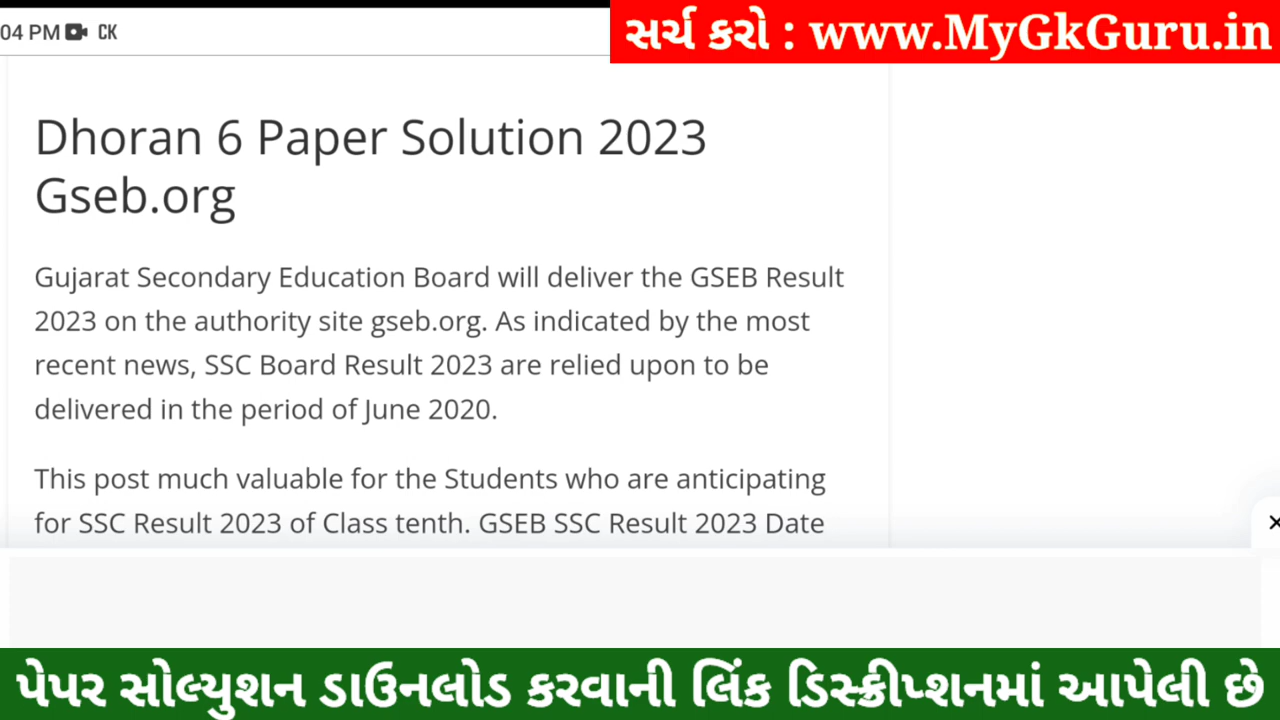 04 PM CK
સર્ચ કરો : www.MyGkGuru.in
Dhoran 6 Paper Solution 2023
Gseb.org
Gujarat Secondary Education Board will deliver the GSEB Result
2023 on the authority site gseb.org. As indicated by the most
recent news, SSC Board Result 2023 are relied upon to be
delivered in the period of June 2020.
This post much valuable for the Students who are anticipating
for SSC Result 2023 of Class tenth. GSEB SSC Result 2023 Date
પેપર સોલ્યુશન ડાઉનલોડ કરવાની લિંક ડિસ્ક્રીપ્શનમાં આપેલી છે